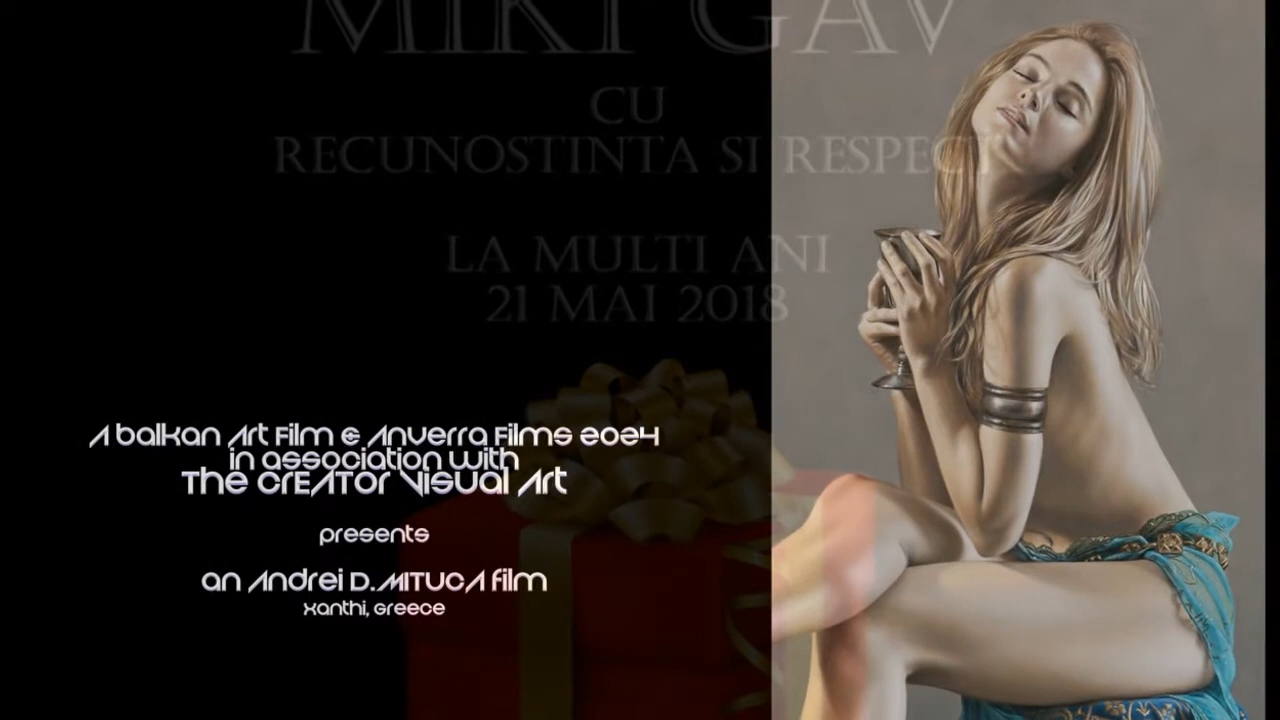 MIKI GAV
CU
RECUNOSTINTA SI RESPECT
LA MULTI ANI
21 MAI 2018
A balkan Art Film & Anverra Films 2024
in association with
The CrEATor Visual Art
presents
an Andrei D.MITUCA film
xanthi, Greece